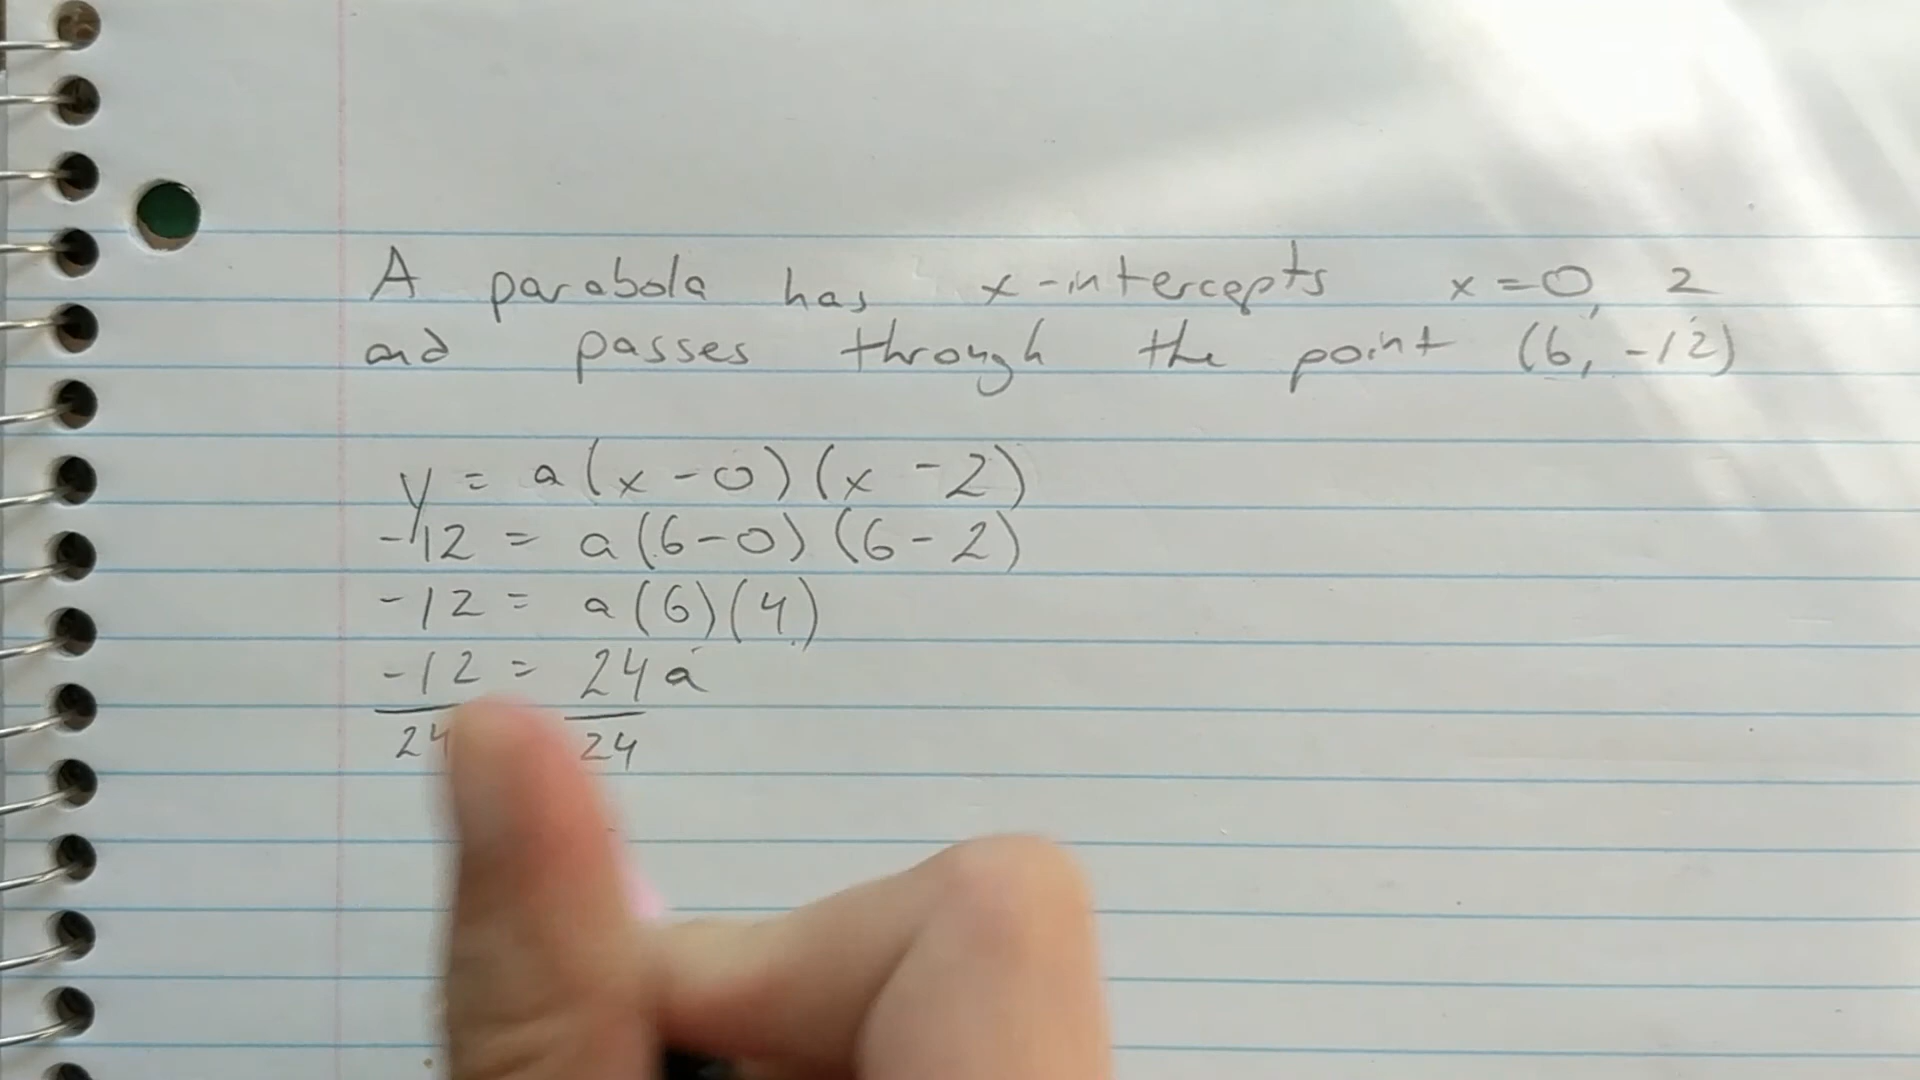 A parabola has x-intercepts x=0, 2
and passes through the point (6, -12)
y = a(x-0)(x-2)
-12 = a(6-0)(6-2)
-12 = a(6)(4)
-12 = 24a
24 24